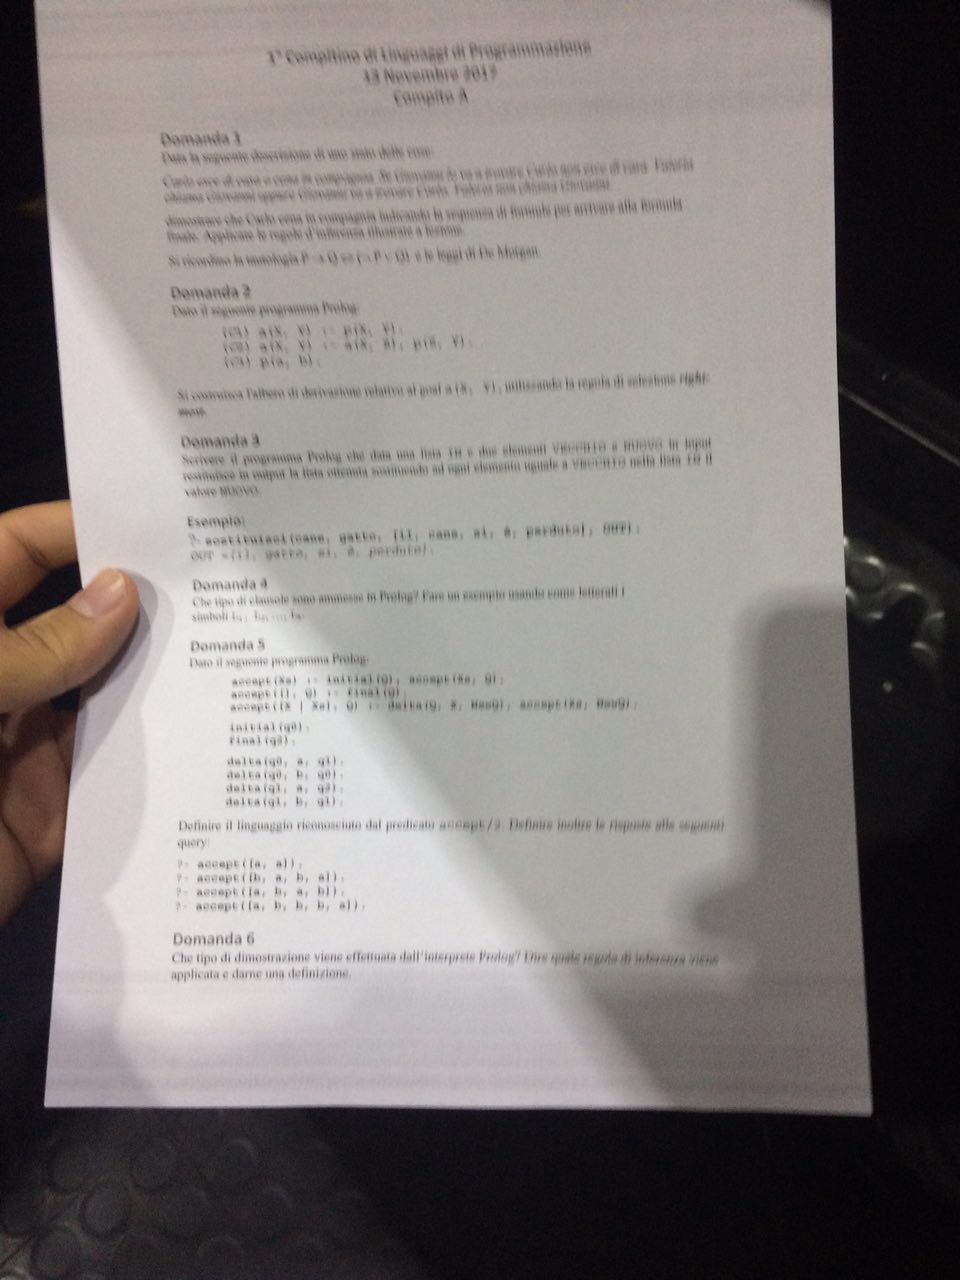 1° Compitino di Linguaggi di Programmazione
13 Novembre 2017
Compito A
Domanda 1
Data la seguente descrizione di uno stato delle cose:
Carlo esce di casa o cena in compagnia. Se Giovanni va a trovare Carlo non esce di casa. Valeria
chiama Giovanni oppure Giovanni va a trovare Carlo. Valeria non chiama Giovanni.
dimostrare che Carlo cena in compagnia indicando la sequenza di formule per arrivare alla formula
finale. Applicate le regole d'inferenza illustrate a lezione.
Si ricordino la tautologia P → Q ⇔ (¬ P ∨ Q) e le leggi di De Morgan.
Domanda 2
Dato il seguente programma Prolog:
(C1) a(X, Y) :- p(X, Y).
(C2) a(X, Y) :- a(X, Z), p(Z, Y).
(C3) p(a, b).
Si costruisca l'albero di derivazione relativo al goal a(X, Y), utilizzando la regola di selezione right-
most.
Domanda 3
Scrivere il programma Prolog che data una lista IN e due elementi VECCHIO e NUOVO in input
restituisce in output la lista ottenuta sostituendo ad ogni elemento uguale a VECCHIO nella lista IN il
valore NUOVO.
Esempio:
?- sostituisci(cane, gatto, [il, cane, si, è, perduto], OUT).
OUT =[il, gatto, si, è, perduto].
Domanda 4
Che tipo di clausole sono ammesse in Prolog? Fare un esempio usando come letterali i
simboli
Domanda 5
Dato il seguente programma Prolog:
accept(Xs) :- initial(Q), accept(Xs, Q).
accept([], Q) :- final(Q).
accept([X | Xs], Q) :- delta(Q, X, NewQ), accept(Xs, NewQ).
initial(q0).
final(q2).
delta(q0, a, q1).
delta(q0, b, q0).
delta(q1, a, q2).
delta(q1, b, q1).
Definire il linguaggio riconosciuto dal predicato accept/2. Definire inoltre le risposte alle seguenti
query:
?- accept([a, a]).
?- accept([b, a, b, a]).
?- accept([a, b, a, b]).
?- accept([a, b, b, b, a]).
Domanda 6
Che tipo di dimostrazione viene effettuata dall'interprete Prolog? Dire quale regola di inferenza viene
applicata e darne una definizione.